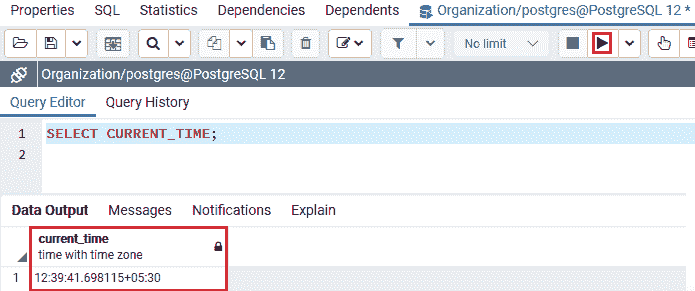 Properties SQL Statistics Dependencies Dependents Organization/postgres@PostgreSQL 12 *
No limit
Organization/postgres@PostgreSQL 12
Query Editor Query History
1 SELECT CURRENT_TIME;
2
Data Output Messages Notifications Explain
current_time
time with time zone
1 12:39:41.698115+05:30